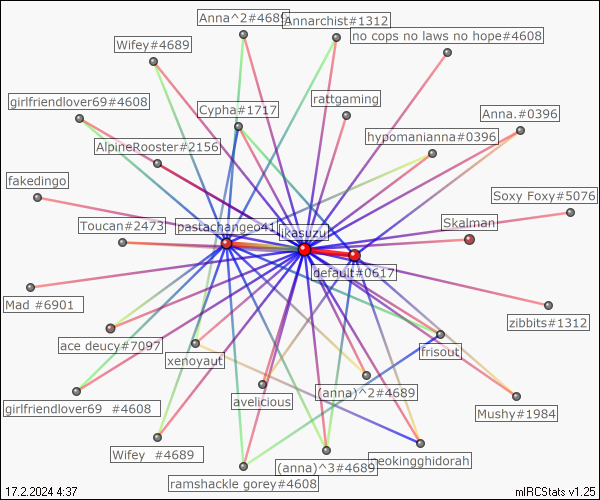 Anna^2#4689
Annarchist#1312
no cops no laws no hope#4608
Wifey#4689
girlfriendlover69#4608
Cypha#1717
rattgaming
Anna.#0396
hypomanianna#0396
AlpineRooster#2156
fakedingo
Soxy Foxy#5076
Toucan#2473
pastachangeo41
ikasuzu
Skalman
default#0617
Mad #6901
zibbits#1312
ace deucy#7097
xenoyaut
frisout
(anna)^2#4689
avelicious
girlfriendlover69 #4608
Mushy#1984
Wifey #4689
(anna)^3#4689
ramshackle gorey#4608
17.2.2024 4:37
mIRCStats v1.25